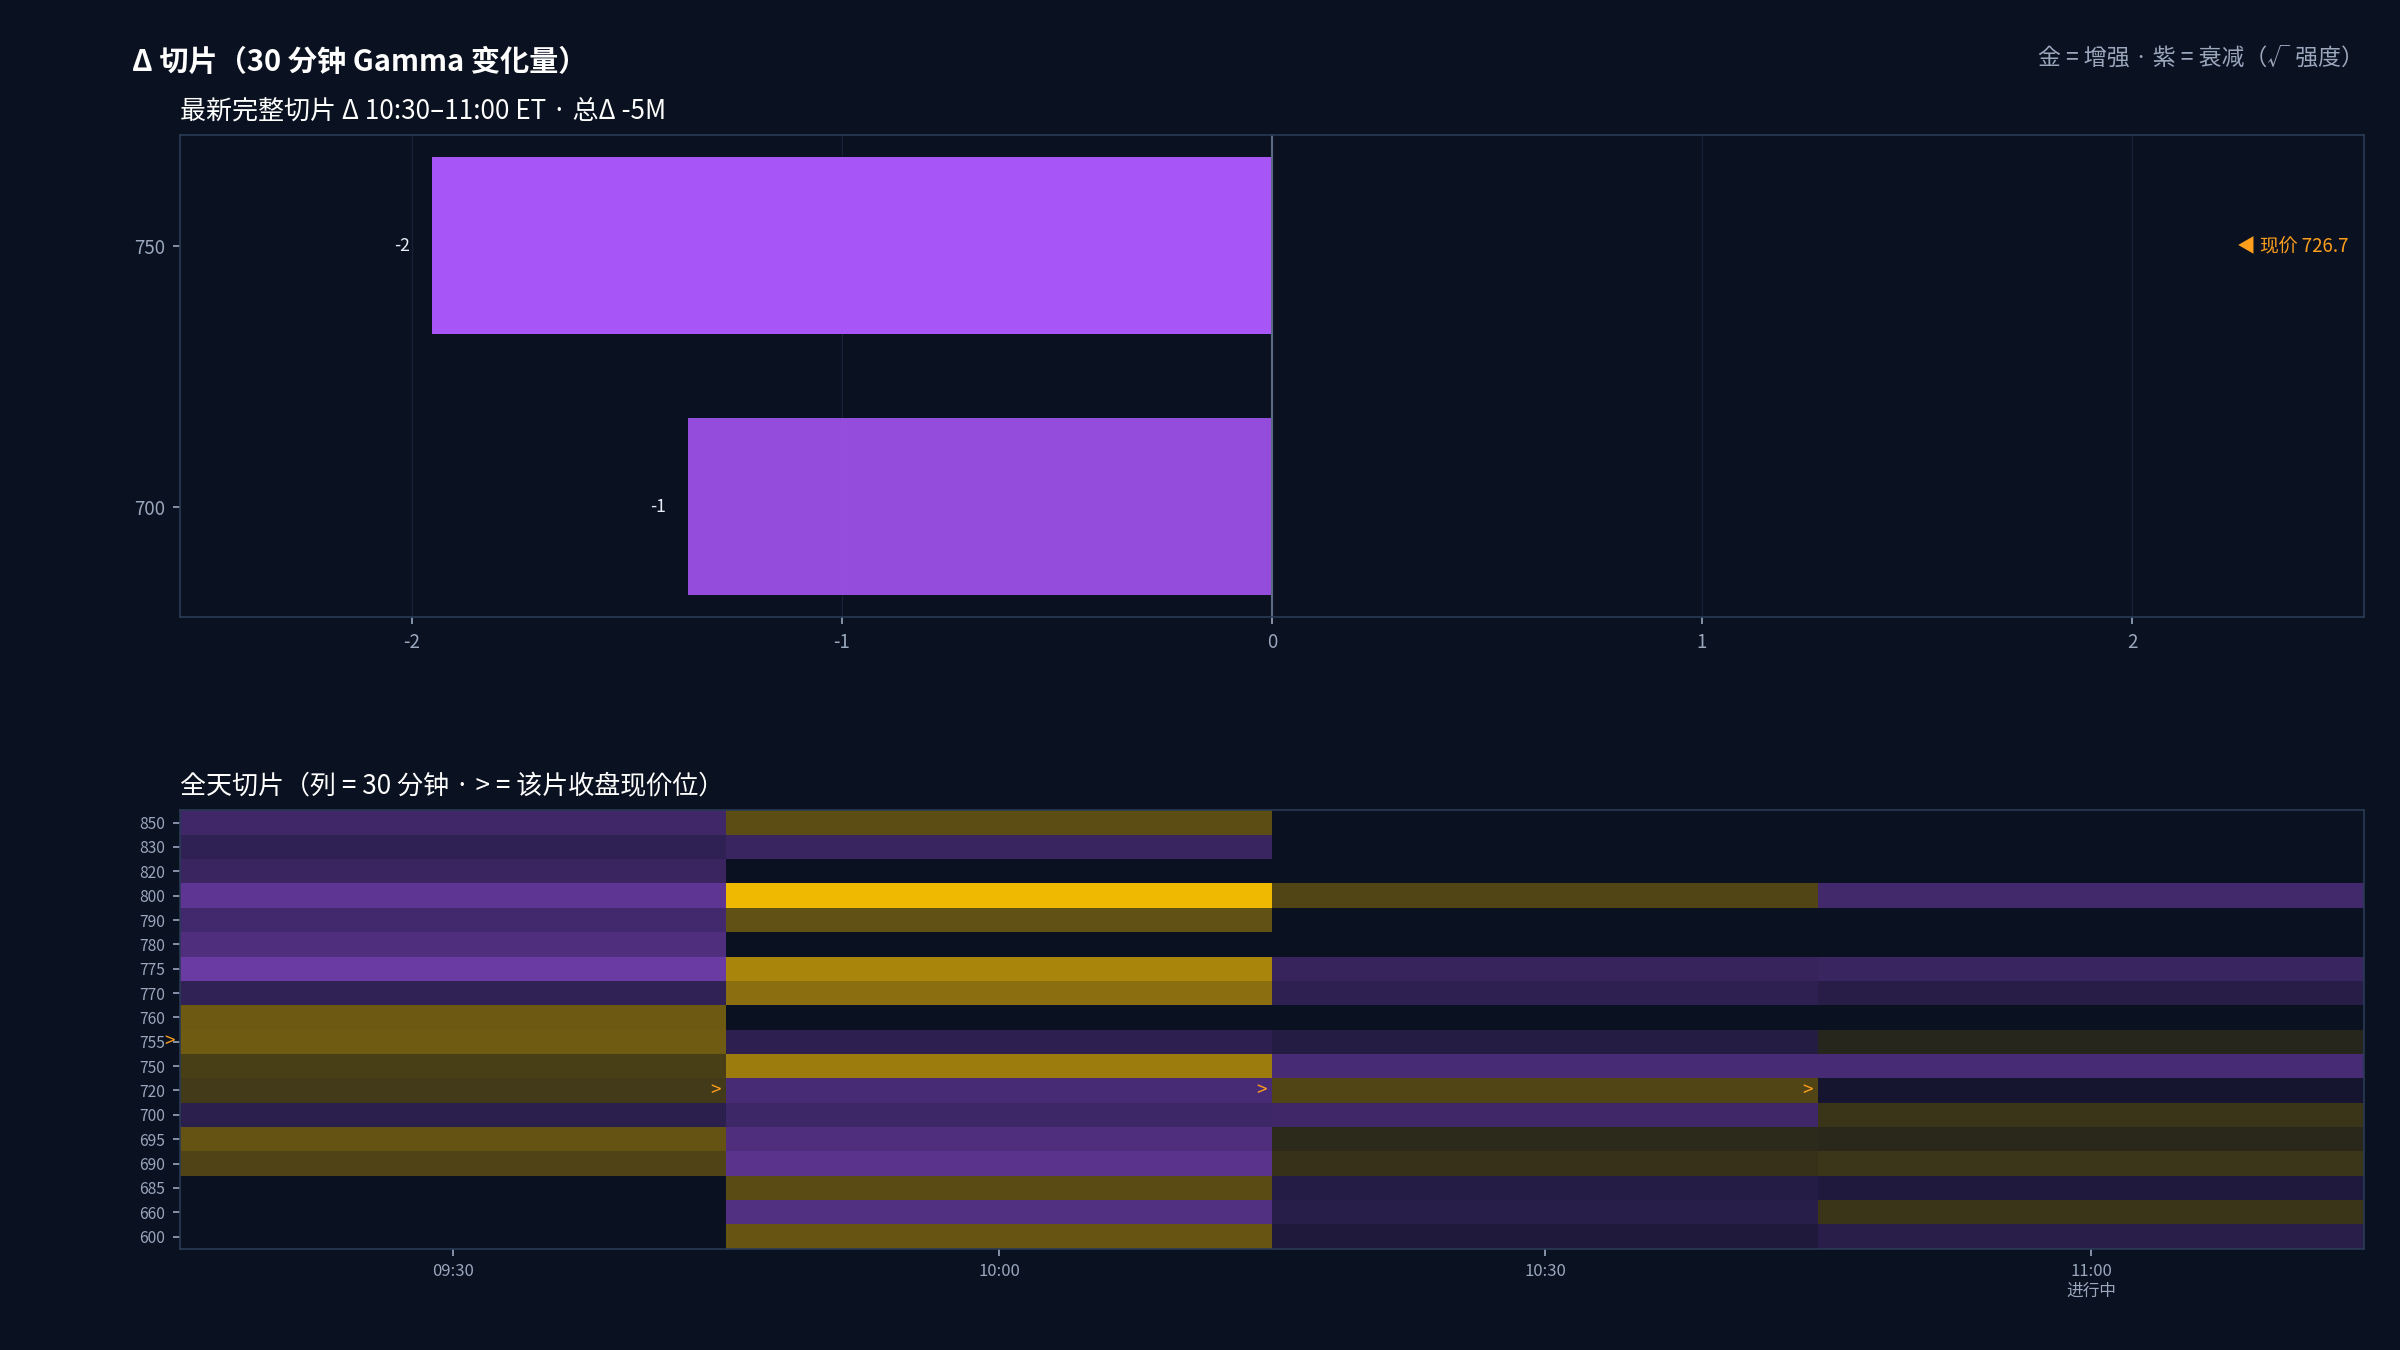 Δ 切片（30 分钟 Gamma 变化量）
金 = 增强 · 紫 = 衰减（√ 强度）
最新完整切片 Δ 10:30–11:00 ET · 总Δ -5M
750
-2
◀ 现价 726.7
700
-1
-2 -1 0 1 2
全天切片（列 = 30 分钟 · > = 该片收盘现价位）
850
830
820
800
790
780
775
770
760
755 >
750
720 > > >
700
695
690
685
660
600
09:30 10:00 10:30 11:00
进行中